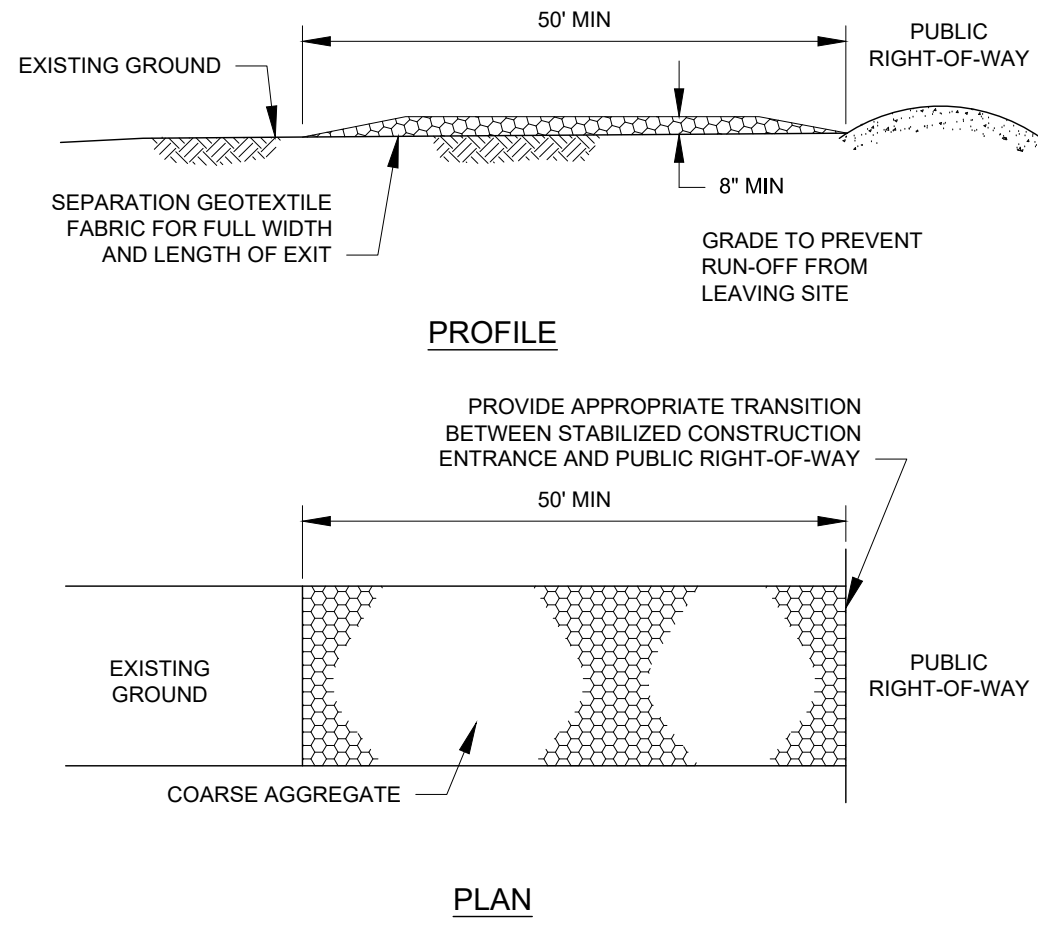 50' MIN
PUBLIC
RIGHT-OF-WAY
EXISTING GROUND
8" MIN
SEPARATION GEOTEXTILE
FABRIC FOR FULL WIDTH
AND LENGTH OF EXIT
GRADE TO PREVENT
RUN-OFF FROM
LEAVING SITE
PROFILE
PROVIDE APPROPRIATE TRANSITION
BETWEEN STABILIZED CONSTRUCTION
ENTRANCE AND PUBLIC RIGHT-OF-WAY
50' MIN
EXISTING
GROUND
PUBLIC
RIGHT-OF-WAY
COARSE AGGREGATE
PLAN